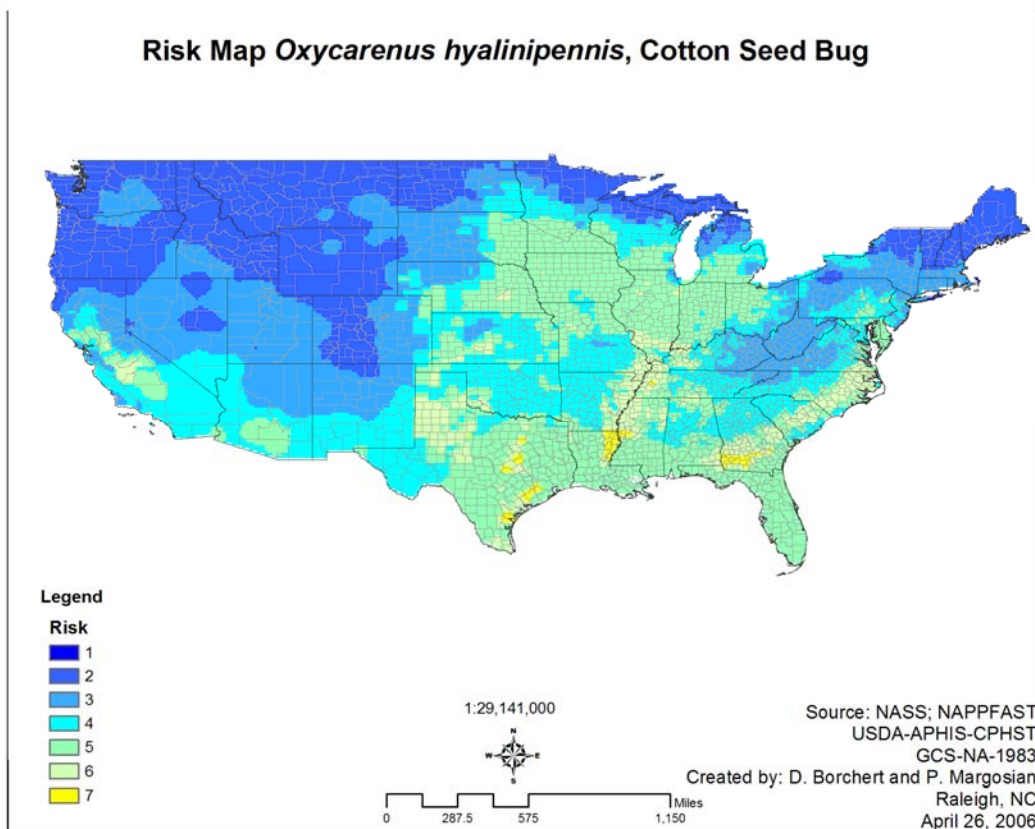 Risk Map Oxycarenus hyalinipennis, Cotton Seed Bug
Legend
Risk
1
2
3
4
5
6
7
1:29,141,000
N
W E
S
Miles
0 287.5 575 1,150
Source: NASS; NAPPFAST
USDA-APHIS-CPHST
GCS-NA-1983
Created by: D. Borchert and P. Margosian
Raleigh, NC
April 26, 2006